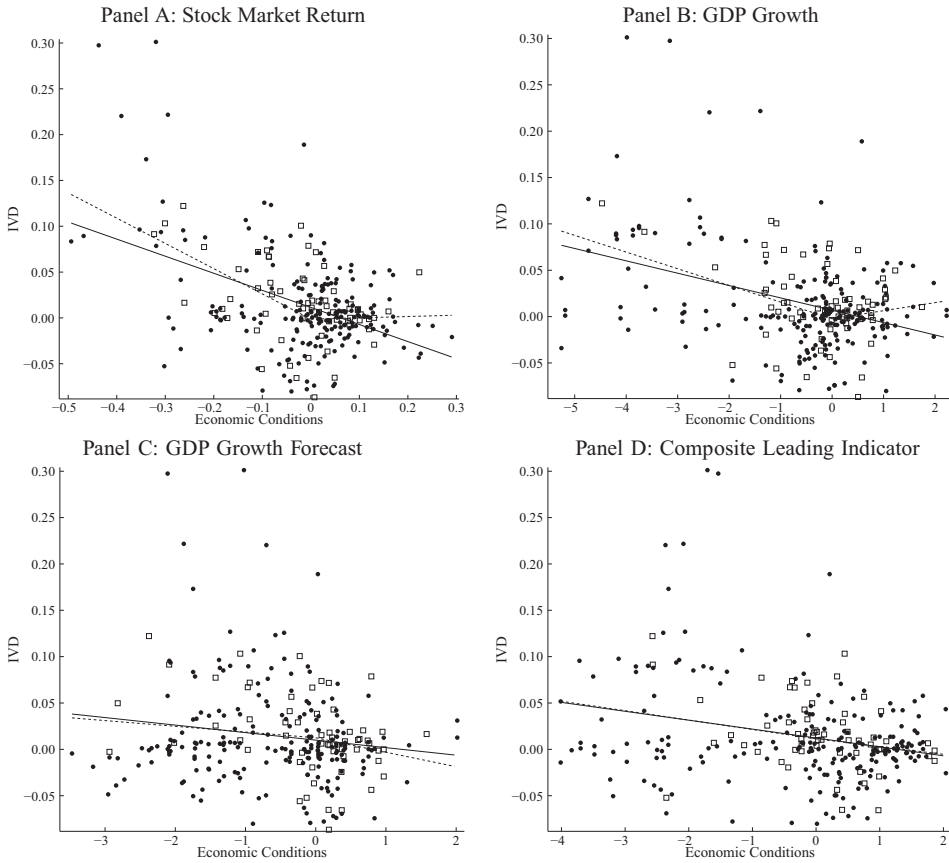 Panel A: Stock Market Return
0.30
0.25
0.20
0.15
0.10
0.05
0.00
−0.05
IVD
−0.5 −0.4 −0.3 −0.2 −0.1 0 0.1 0.2 0.3
Economic Conditions
Panel B: GDP Growth
0.30
0.25
0.20
0.15
0.10
0.05
0.00
−0.05
IVD
−5 −4 −3 −2 −1 0 1 2
Economic Conditions
Panel C: GDP Growth Forecast
0.30
0.25
0.20
0.15
0.10
0.05
0.00
−0.05
IVD
−3 −2 −1 0 1 2
Economic Conditions
Panel D: Composite Leading Indicator
0.30
0.25
0.20
0.15
0.10
0.05
0.00
−0.05
IVD
−4 −3 −2 −1 0 1 2
Economic Conditions